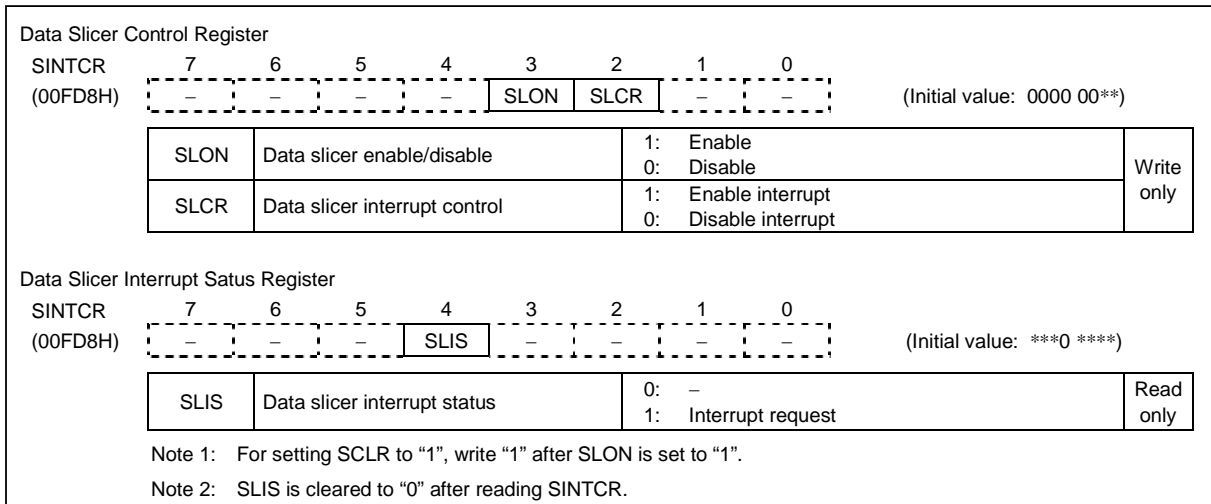 Data Slicer Control Register
SINTCR 7 6 5 4 3 2 1 0
(00FD8H) – – – – SLON SLCR – – (Initial value: 0000 00**)
SLON Data slicer enable/disable 1: Enable
0: Disable
Write only
SLCR Data slicer interrupt control 1: Enable interrupt
0: Disable interrupt
Data Slicer Interrupt Satus Register
SINTCR 7 6 5 4 3 2 1 0
(00FD8H) – – – SLIS – – – – (Initial value: ***0 ****)
SLIS Data slicer interrupt status 0: –
1: Interrupt request
Read only
Note 1: For setting SCLR to “1”, write “1” after SLON is set to “1”.
Note 2: SLIS is cleared to “0” after reading SINTCR.